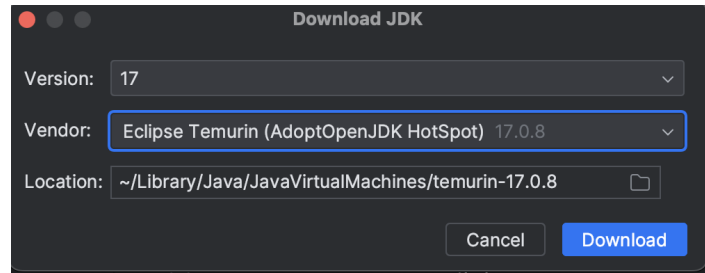 Download JDK
Version: 17
Vendor: Eclipse Temurin (AdoptOpenJDK HotSpot) 17.0.8
Location: ~/Library/Java/JavaVirtualMachines/temurin-17.0.8
Cancel Download